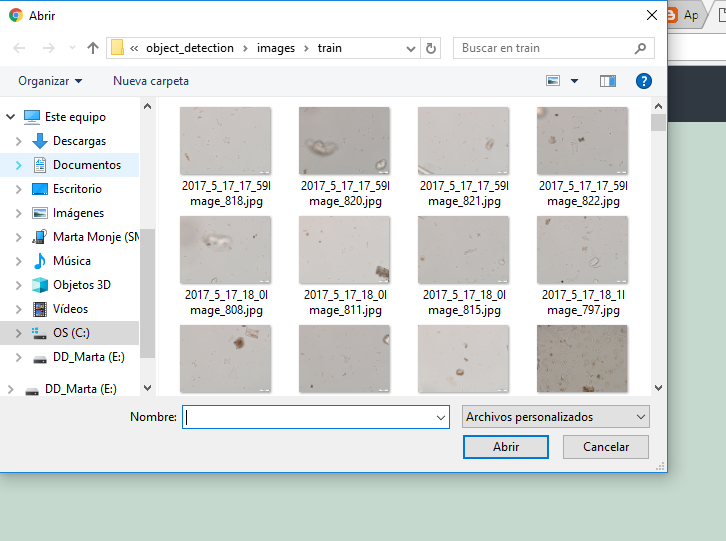 Abrir
Ap
« object_detection › images › train
Buscar en train
Organizar
Nueva carpeta
?
Este equipo
Descargas
Documentos
Escritorio
Imágenes
Marta Monje (SM
Música
Objetos 3D
Vídeos
OS (C:)
DD_Marta (E:)
DD_Marta (E:)
2017_5_17_17_59I
mage_818.jpg
2017_5_17_17_59I
mage_820.jpg
2017_5_17_17_59I
mage_821.jpg
2017_5_17_17_59I
mage_822.jpg
2017_5_17_18_0I
mage_808.jpg
2017_5_17_18_0I
mage_811.jpg
2017_5_17_18_0I
mage_815.jpg
2017_5_17_18_1I
mage_797.jpg
Nombre:
Archivos personalizados
Abrir
Cancelar